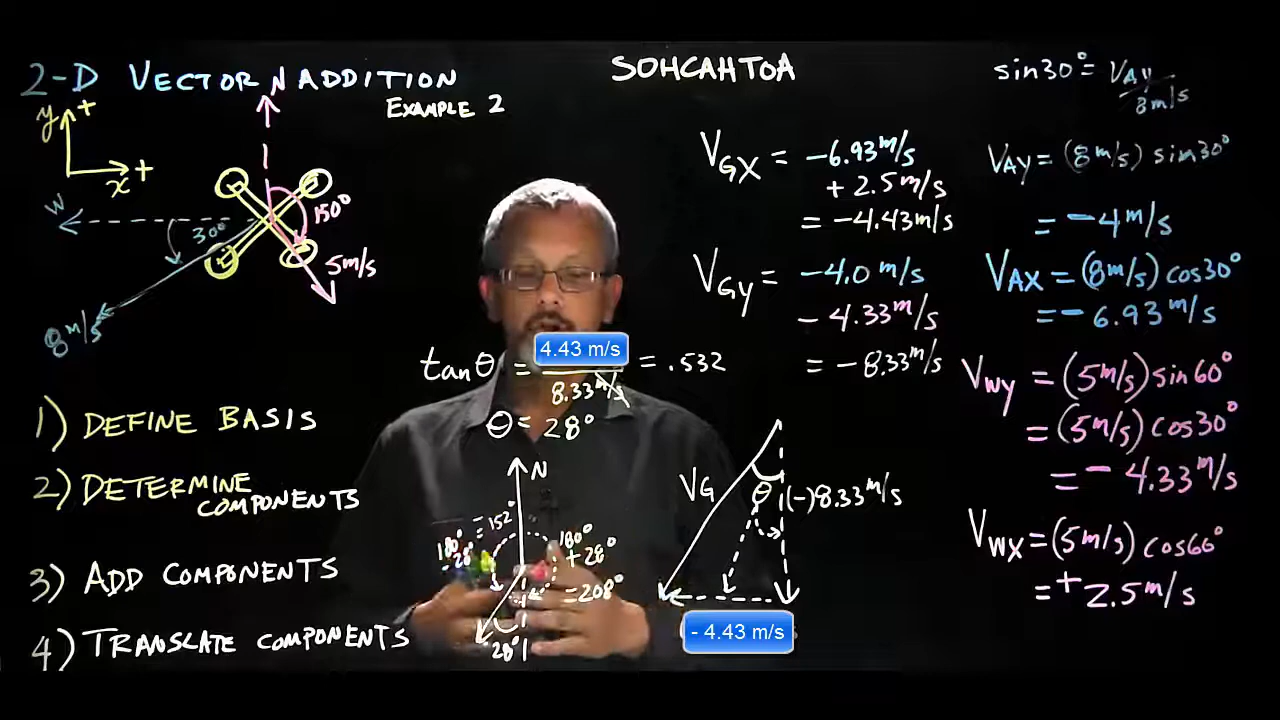 2-D VECTOR ADDITION
N
EXAMPLE 2
y +
x +
W
30°
150°
5m/s
8m/s
1) DEFINE BASIS
2) DETERMINE
COMPONENTS
3) ADD COMPONENTS
4) TRANSLATE COMPONENTS
SOHCAHTOA
VGX = -6.93m/s
+ 2.5m/s
= -4.43m/s
VGY = -4.0 m/s
- 4.33m/s
= - 8.33m/s
tanθ = 4.43 m/s / 8.33m/s = .532
θ = 28°
N
= 152°
180°
- 28°
180°
+ 28°
= 208°
28°
VG
θ
(-)8.33m/s
- 4.43 m/s
sin30° = VAY / 8m/s
VAY = (8m/s) sin30°
= -4m/s
VAX = (8m/s) cos30°
= - 6.93m/s
VWY = (5m/s) sin60°
= (5m/s) cos30°
= - 4.33m/s
VWX = (5m/s) cos60°
= +2.5m/s